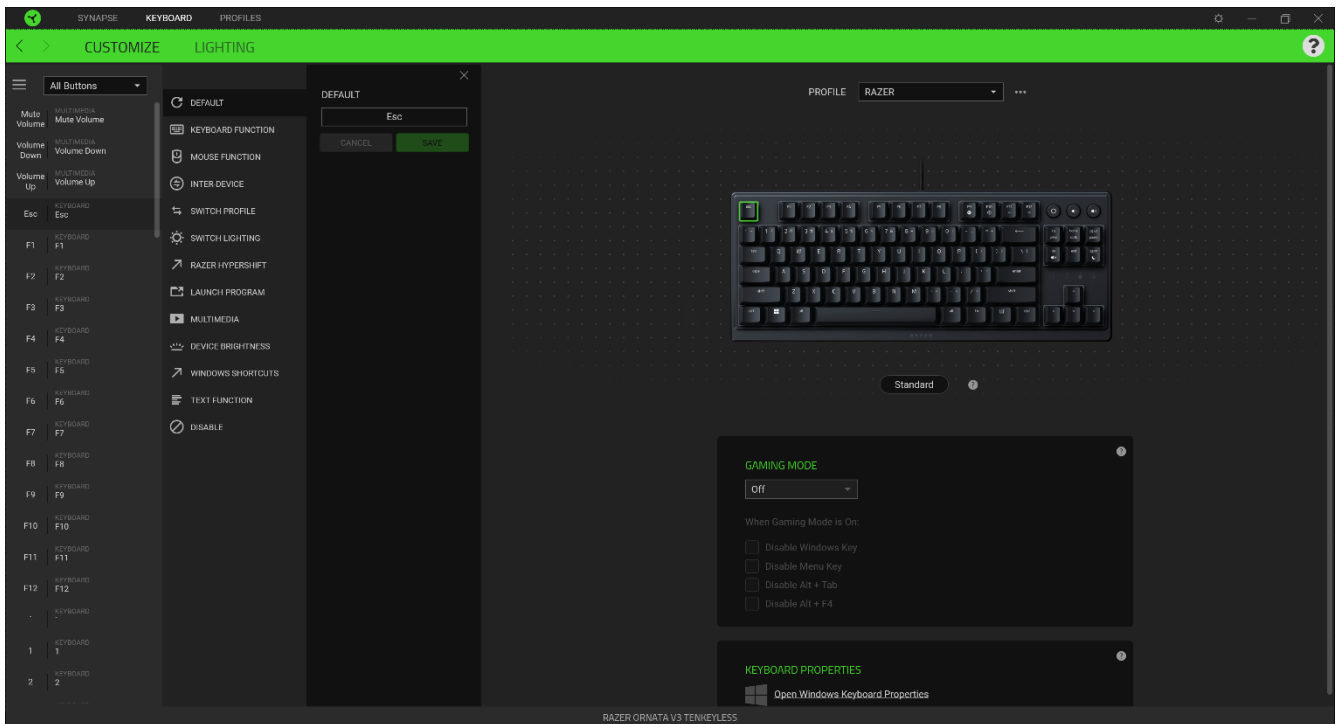 SYNAPSE KEYBOARD PROFILES
CUSTOMIZE LIGHTING
All Buttons
Mute Volume MULTIMEDIA Mute Volume
Volume Down MULTIMEDIA Volume Down
Volume Up MULTIMEDIA Volume Up
Esc KEYBOARD Esc
F1 KEYBOARD F1
F2 KEYBOARD F2
F3 KEYBOARD F3
F4 KEYBOARD F4
F5 KEYBOARD F5
F6 KEYBOARD F6
F7 KEYBOARD F7
F8 KEYBOARD F8
F9 KEYBOARD F9
F10 KEYBOARD F10
F11 KEYBOARD F11
F12 KEYBOARD F12
KEYBOARD
1 KEYBOARD 1
2 KEYBOARD 2
DEFAULT
KEYBOARD FUNCTION
MOUSE FUNCTION
INTER-DEVICE
SWITCH PROFILE
SWITCH LIGHTING
RAZER HYPERSHIFT
LAUNCH PROGRAM
MULTIMEDIA
DEVICE BRIGHTNESS
WINDOWS SHORTCUTS
TEXT FUNCTION
DISABLE
DEFAULT
Esc
CANCEL SAVE
PROFILE RAZER
Standard
GAMING MODE
Off
When Gaming Mode is On:
Disable Windows Key
Disable Menu Key
Disable Alt + Tab
Disable Alt + F4
KEYBOARD PROPERTIES
Open Windows Keyboard Properties
RAZER ORNATA V3 TENKEYLESS